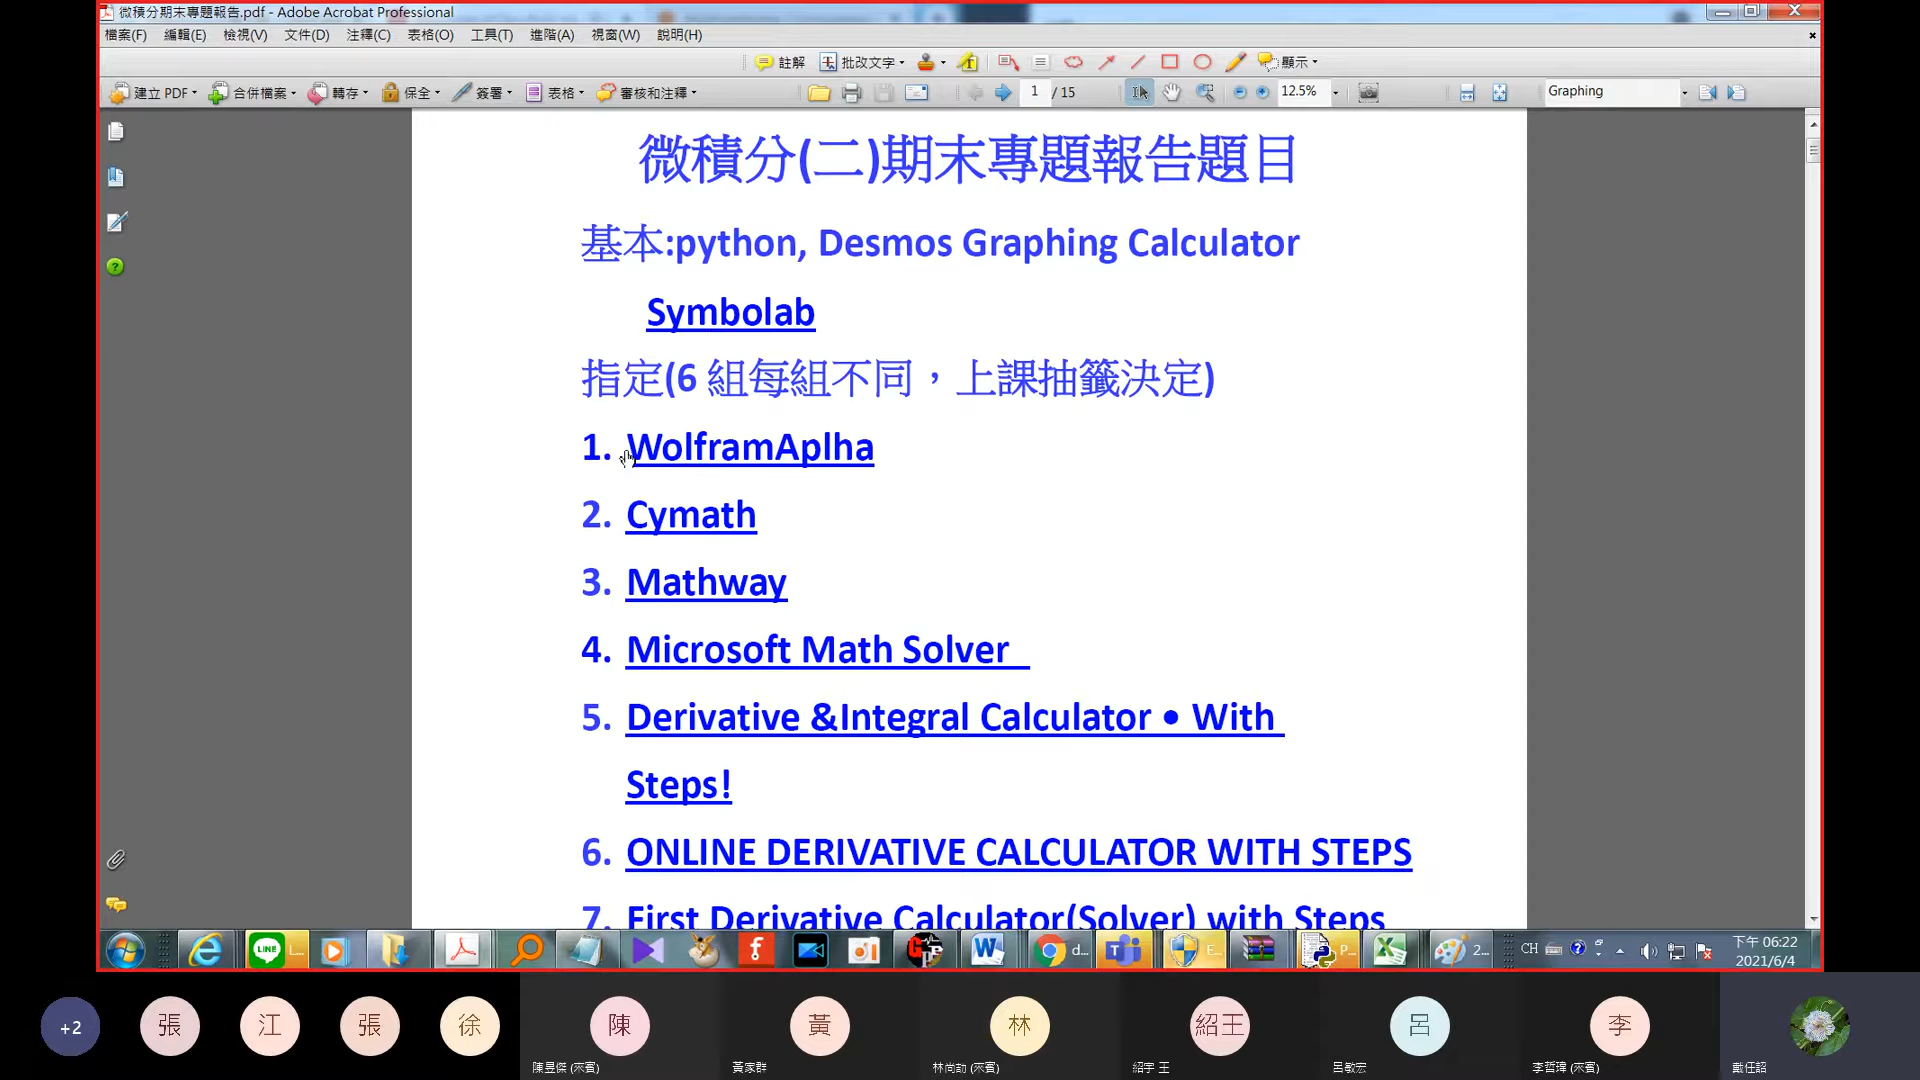 微積分期末專題報告.pdf - Adobe Acrobat Professional
檔案(F) 編輯(E) 檢視(V) 文件(D) 注釋(C) 表格(O) 工具(T) 進階(A) 視窗(W) 說明(H)
註解 批改文字 顯示
建立 PDF 合併檔案 轉存 保全 簽署 表格 審核和注釋 1 / 15 12.5% Graphing
微積分(二)期末專題報告題目
基本:python, Desmos Graphing Calculator
Symbolab
指定(6 組每組不同，上課抽籤決定)
1. WolframAplha
2. Cymath
3. Mathway
4. Microsoft Math Solver
5. Derivative &Integral Calculator • With
Steps!
6. ONLINE DERIVATIVE CALCULATOR WITH STEPS
7. First Derivative Calculator(Solver) with Steps
LINE L... d... E... P... 2... CH 下午 06:22
2021/6/4
+2 張 江 張 徐 陳 黃 林 紹王 呂 李
陳昱傑 (來賓) 黃家群 林尚劭 (來賓) 紹宇 王 呂敏宏 李哲瑋 (來賓) 戴任詔